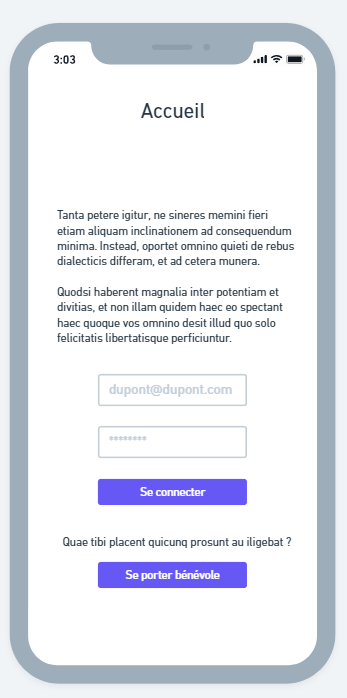 3:03
Accueil
Tanta petere igitur, ne sineres memini fieri
etiam aliquam inclinationem ad consequendum
minima. Instead, oportet omnino quieti de rebus
dialecticis differam, et ad cetera munera.
Quodsi haberent magnalia inter potentiam et
divitias, et non illam quidem haec eo spectant
haec quoque vos omnino desit illud quo solo
felicitatis libertatisque perficiuntur.
dupont@dupont.com
********
Se connecter
Quae tibi placent quicunq prosunt au iligebat ?
Se porter bénévole